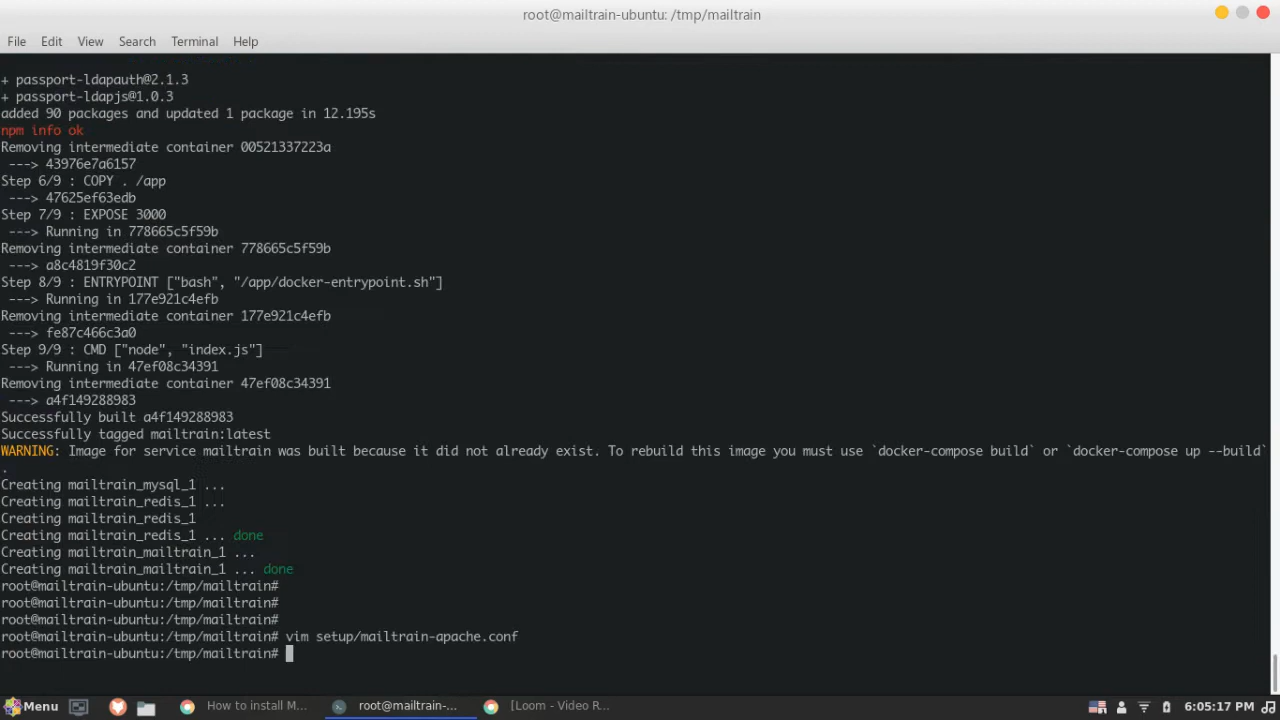 root@mailtrain-ubuntu: /tmp/mailtrain
File Edit View Search Terminal Help
+ passport-ldapauth@2.1.3
+ passport-ldapjs@1.0.3
added 90 packages and updated 1 package in 12.195s
npm info ok
Removing intermediate container 00521337223a
---> 43976e7a6157
Step 6/9 : COPY . /app
---> 47625ef63edb
Step 7/9 : EXPOSE 3000
---> Running in 778665c5f59b
Removing intermediate container 778665c5f59b
---> a8c4819f30c2
Step 8/9 : ENTRYPOINT ["bash", "/app/docker-entrypoint.sh"]
---> Running in 177e921c4efb
Removing intermediate container 177e921c4efb
---> fe87c466c3a0
Step 9/9 : CMD ["node", "index.js"]
---> Running in 47ef08c34391
Removing intermediate container 47ef08c34391
---> a4f149288983
Successfully built a4f149288983
Successfully tagged mailtrain:latest
WARNING: Image for service mailtrain was built because it did not already exist. To rebuild this image you must use `docker-compose build` or `docker-compose up --build`
.
Creating mailtrain_mysql_1 ...
Creating mailtrain_redis_1 ...
Creating mailtrain_redis_1
Creating mailtrain_redis_1 ... done
Creating mailtrain_mailtrain_1 ...
Creating mailtrain_mailtrain_1 ... done
root@mailtrain-ubuntu:/tmp/mailtrain#
root@mailtrain-ubuntu:/tmp/mailtrain#
root@mailtrain-ubuntu:/tmp/mailtrain#
root@mailtrain-ubuntu:/tmp/mailtrain# vim setup/mailtrain-apache.conf
root@mailtrain-ubuntu:/tmp/mailtrain#
Menu How to install M... root@mailtrain-... [Loom - Video R... 6:05:17 PM